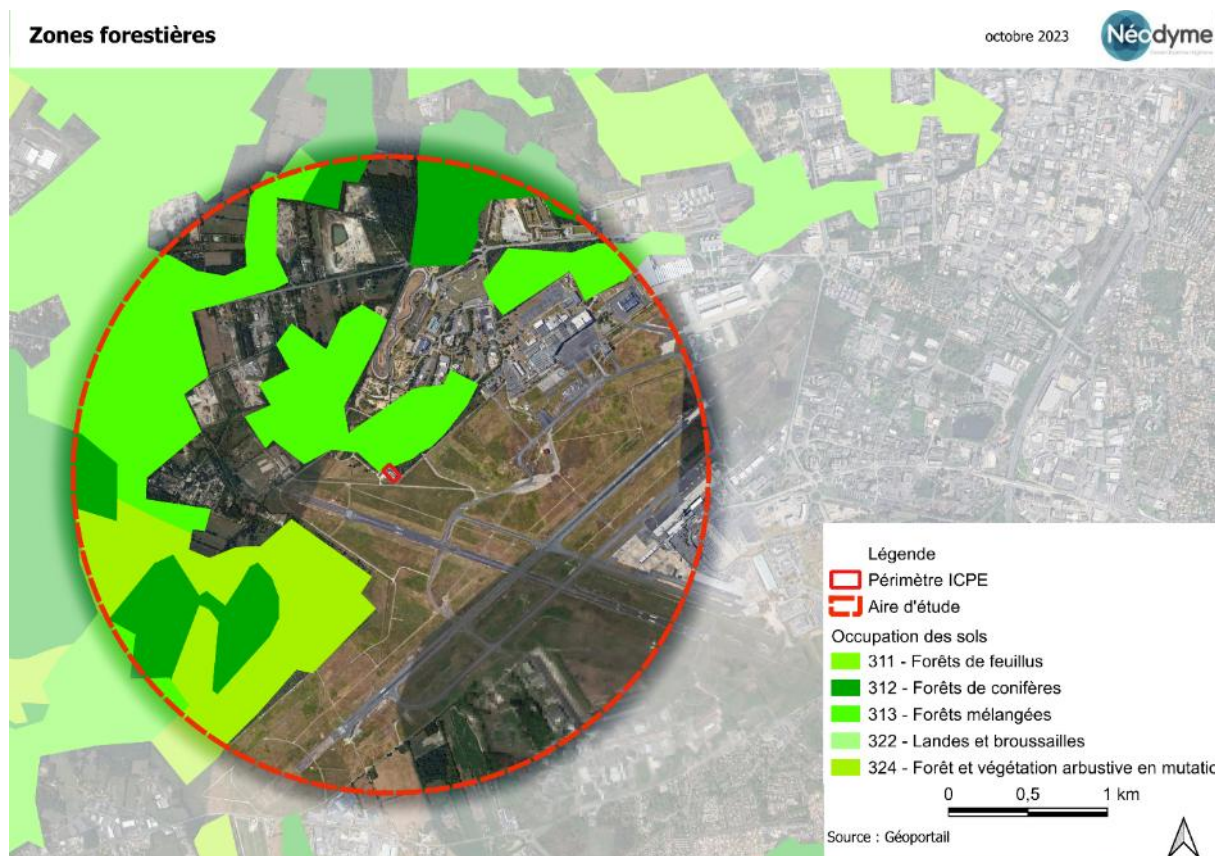 Zones forestières
octobre 2023
Néodyme
Légende
Périmètre ICPE
Aire d'étude
Occupation des sols
311 - Forêts de feuillus
312 - Forêts de conifères
313 - Forêts mélangées
322 - Landes et broussailles
324 - Forêt et végétation arbustive en mutatio
0 0,5 1 km
Source : Géoportail